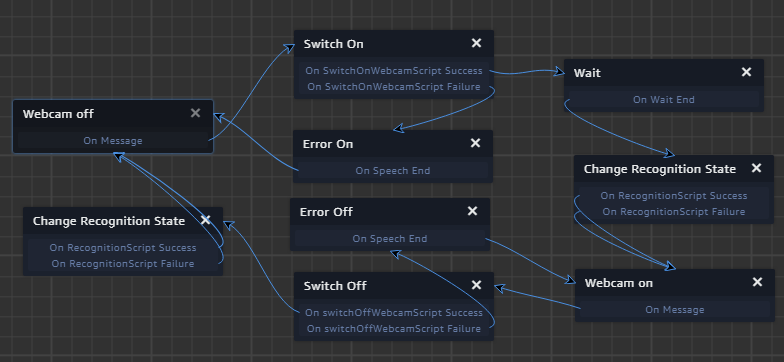 Switch On
On SwitchOnWebcamScript Success
On SwitchOnWebcamScript Failure
Wait
On Wait End
Webcam off
On Message
Error On
On Speech End
Change Recognition State
On RecognitionScript Success
On RecognitionScript Failure
Change Recognition State
On RecognitionScript Success
On RecognitionScript Failure
Error Off
On Speech End
Switch Off
On switchOffWebcamScript Success
On switchOffWebcamScript Failure
Webcam on
On Message